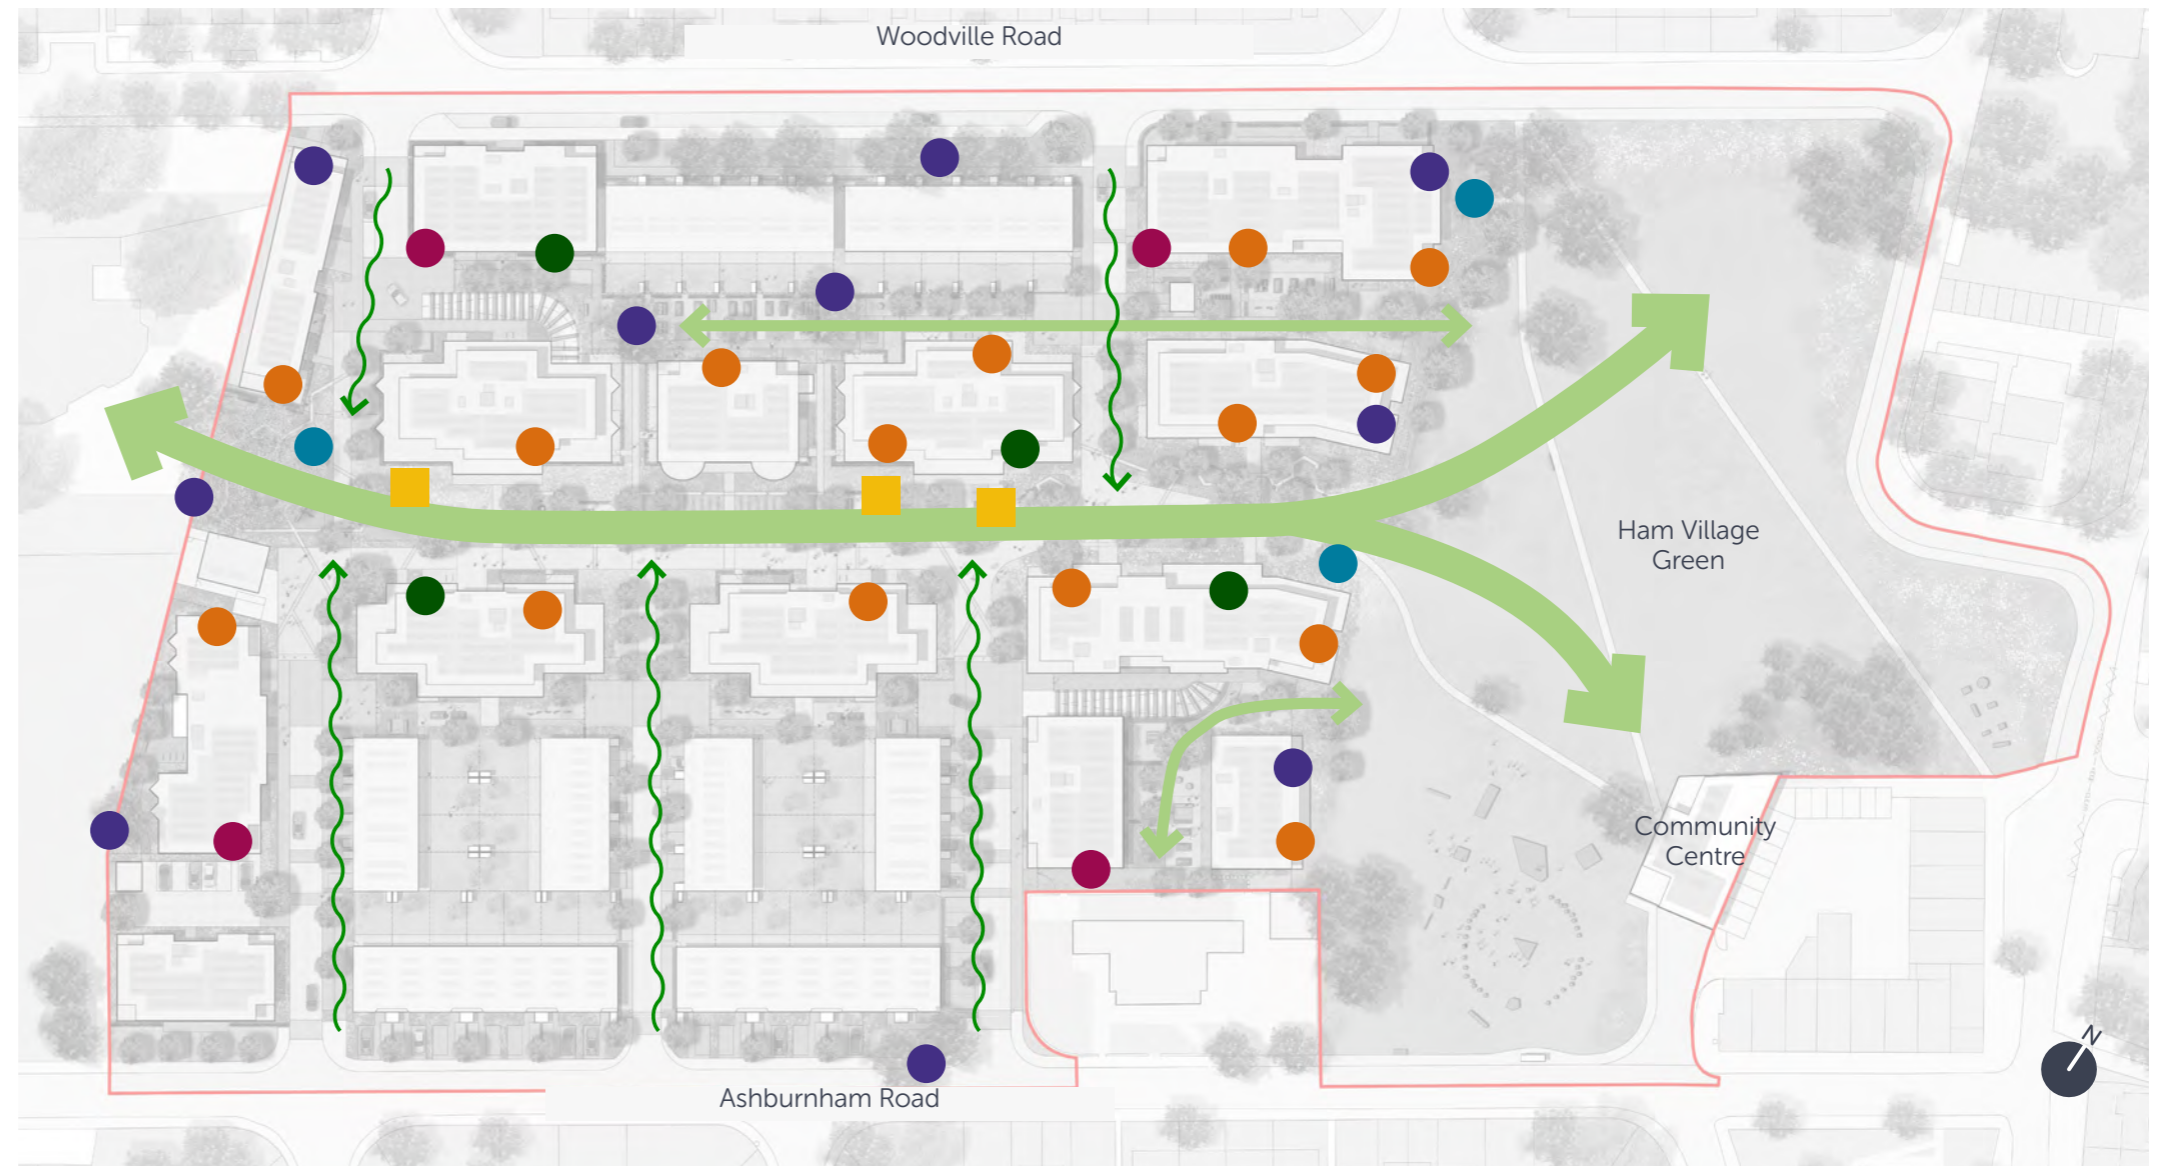 Woodville Road
Ham Village
Green
Community
Centre
N
Ashburnham Road